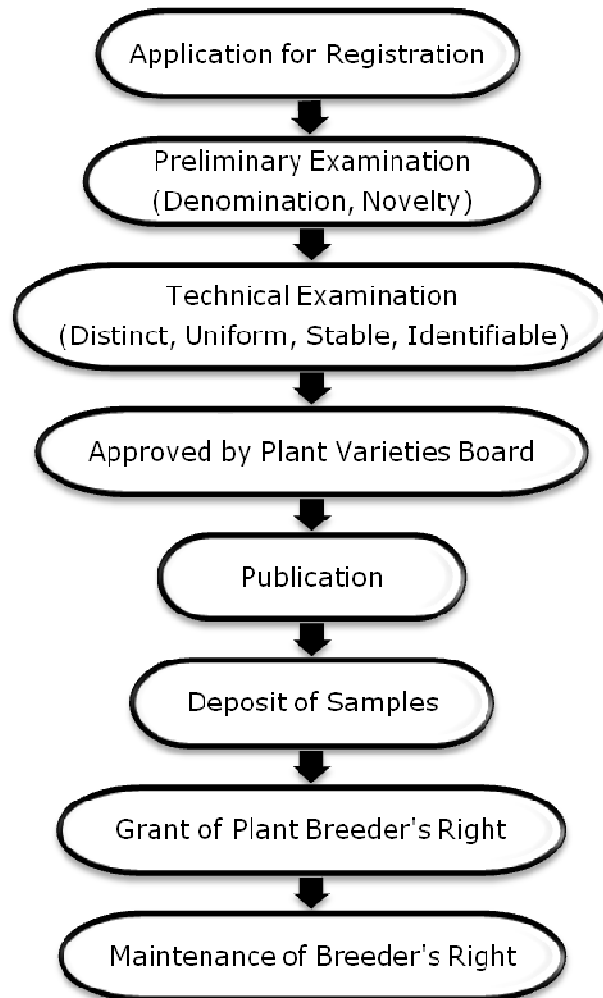 Application for Registration
Preliminary Examination
(Denomination, Novelty)
Technical Examination
(Distinct, Uniform, Stable, Identifiable)
Approved by Plant Varieties Board
Publication
Deposit of Samples
Grant of Plant Breeder's Right
Maintenance of Breeder's Right